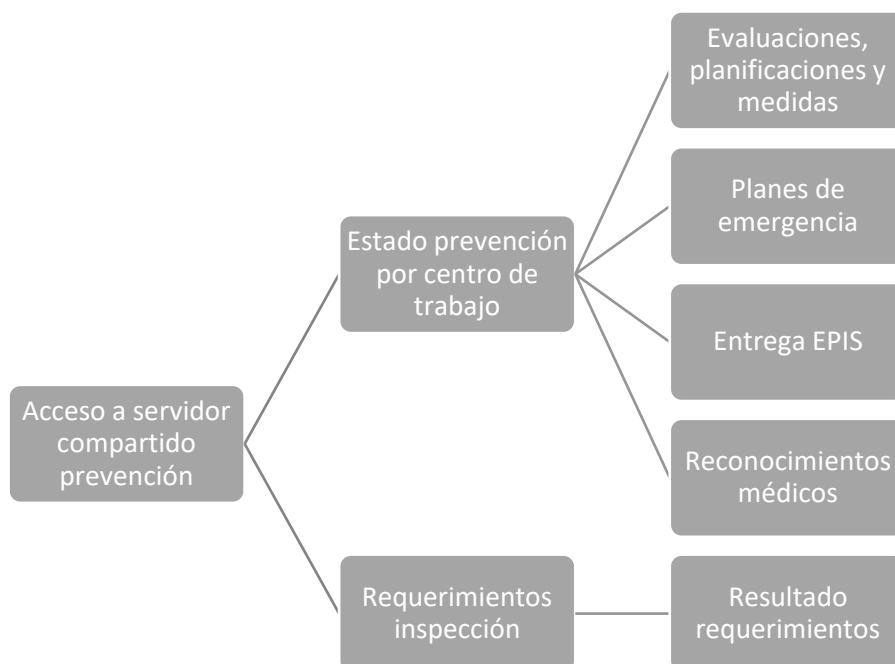 Evaluaciones,
planificaciones y
medidas
Planes de
emergencia
Estado prevención
por centro de
trabajo
Entrega EPIS
Acceso a servidor
compartido
prevención
Reconocimientos
médicos
Requerimientos
inspección
Resultado
requerimientos